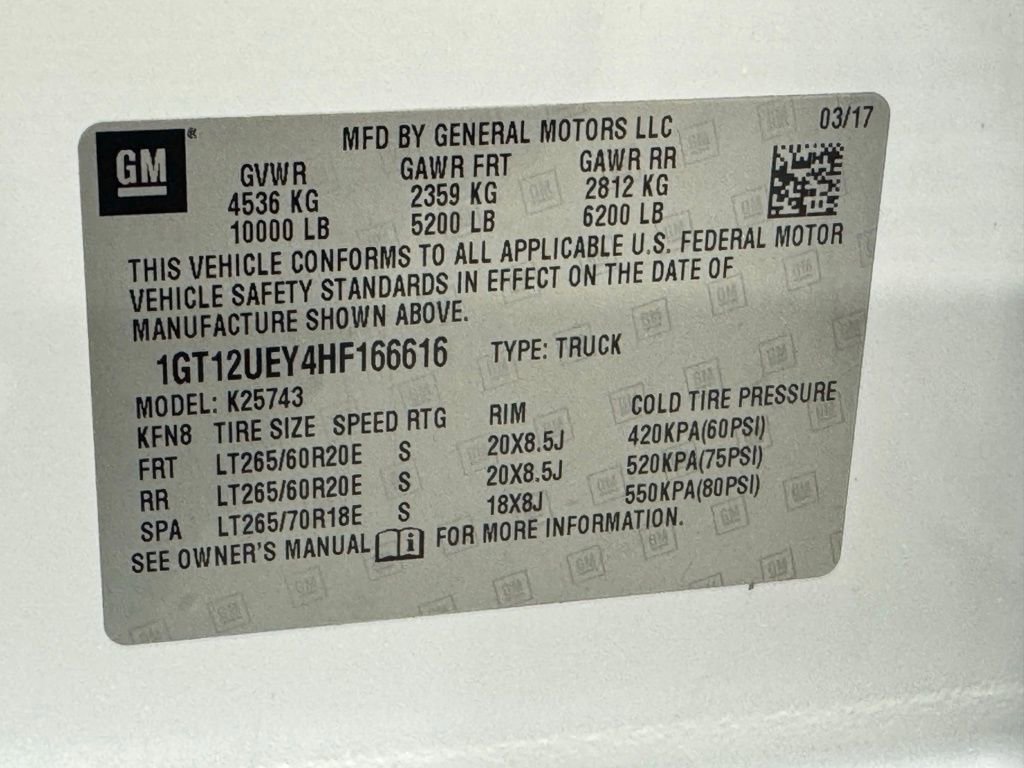 GM
MFD BY GENERAL MOTORS LLC 03/17
GVWR GAWR FRT GAWR RR
4536 KG 2359 KG 2812 KG
10000 LB 5200 LB 6200 LB
THIS VEHICLE CONFORMS TO ALL APPLICABLE U.S. FEDERAL MOTOR
VEHICLE SAFETY STANDARDS IN EFFECT ON THE DATE OF
MANUFACTURE SHOWN ABOVE.
1GT12UEY4HF166616 TYPE: TRUCK
MODEL: K25743
KFN8 TIRE SIZE SPEED RTG RIM COLD TIRE PRESSURE
FRT LT265/60R20E S 20X8.5J 420KPA(60PSI)
RR LT265/60R20E S 20X8.5J 520KPA(75PSI)
SPA LT265/70R18E S 18X8J 550KPA(80PSI)
SEE OWNER'S MANUAL i FOR MORE INFORMATION.